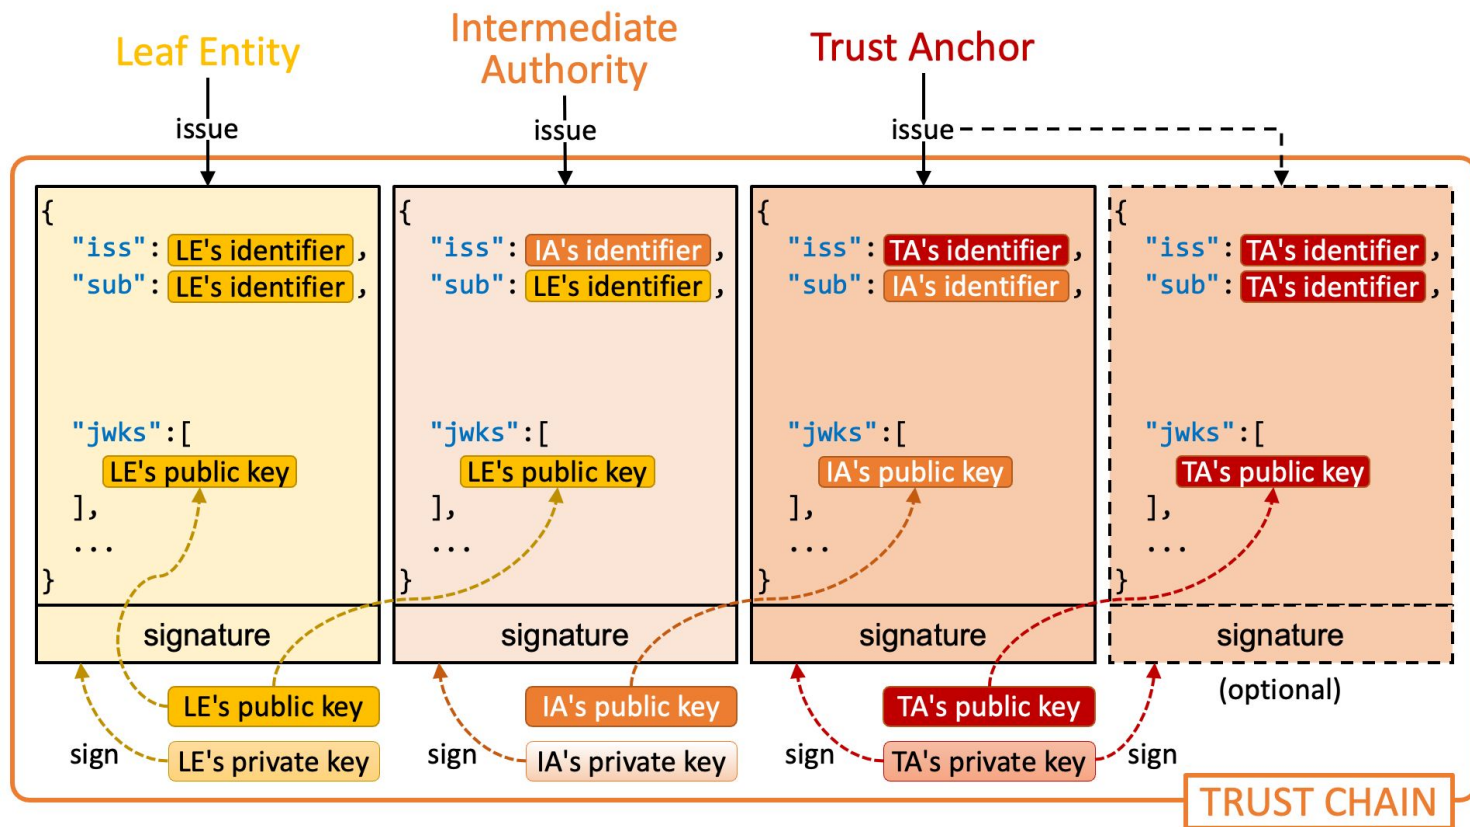 Leaf Entity
Intermediate
Authority
Trust Anchor
issue
issue
issue
{
"iss": LE's identifier ,
"sub": LE's identifier ,
"jwks":[
LE's public key
],
...
}
signature
{
"iss": IA's identifier ,
"sub": LE's identifier ,
"jwks":[
LE's public key
],
...
}
signature
{
"iss": TA's identifier ,
"sub": IA's identifier ,
"jwks":[
IA's public key
],
...
}
signature
{
"iss": TA's identifier ,
"sub": TA's identifier ,
"jwks":[
TA's public key
],
...
}
signature
(optional)
LE's public key
sign
LE's private key
IA's public key
sign
IA's private key
TA's public key
sign
TA's private key
sign
TRUST CHAIN